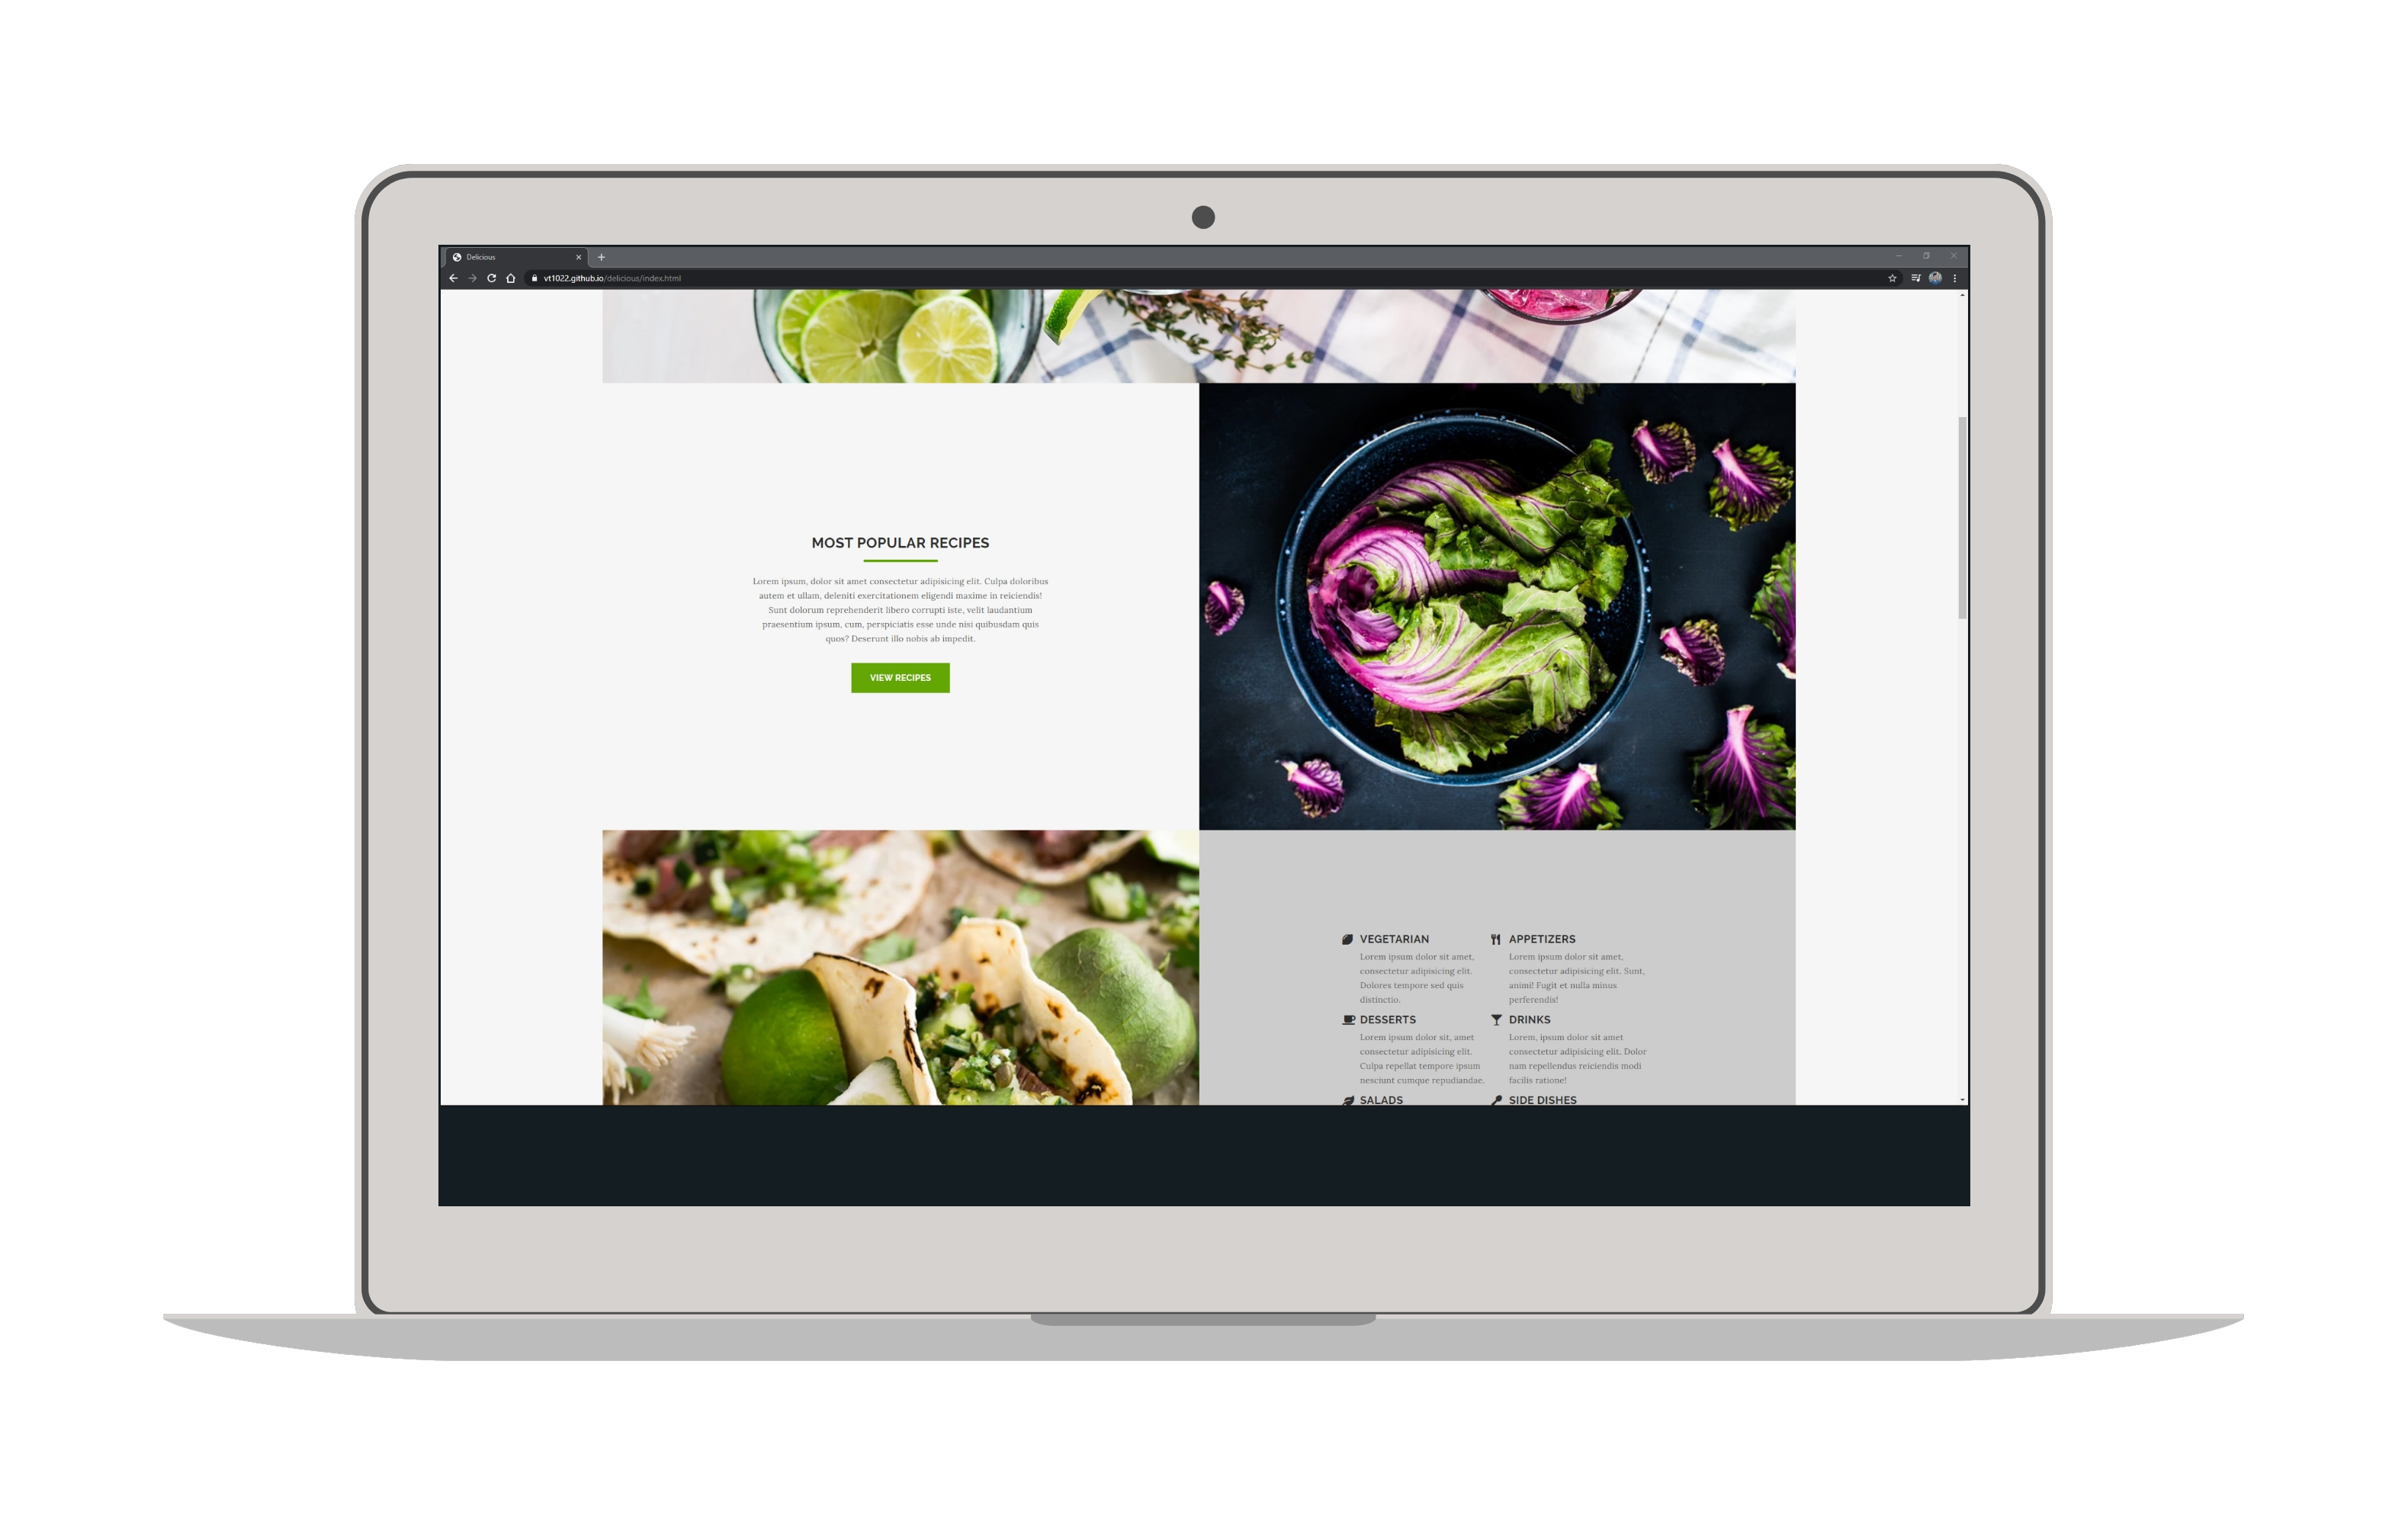 Delicious
vt1022.github.io/delicious/index.html
MOST POPULAR RECIPES
Lorem ipsum, dolor sit amet consectetur adipisicing elit. Culpa doloribus
autem et ullam, deleniti exercitationem eligendi maxime in reiciendis!
Sunt dolorum reprehenderit libero corrupti iste, velit laudantium
praesentium ipsum, cum, perspiciatis esse unde nisi quibusdam quis
quos? Deserunt illo nobis ab impedit.
VIEW RECIPES
VEGETARIAN
Lorem ipsum dolor sit amet,
consectetur adipisicing elit.
Dolores tempore sed quis
distinctio.
APPETIZERS
Lorem ipsum dolor sit amet,
consectetur adipisicing elit. Sunt,
animi! Fugit et nulla minus
perferendis!
DESSERTS
Lorem ipsum dolor sit, amet
consectetur adipisicing elit.
Culpa repellat tempore ipsum
nesciunt cumque repudiandae.
DRINKS
Lorem, ipsum dolor sit amet
consectetur adipisicing elit. Dolor
nam repellendus reiciendis modi
facilis ratione!
SALADS
SIDE DISHES